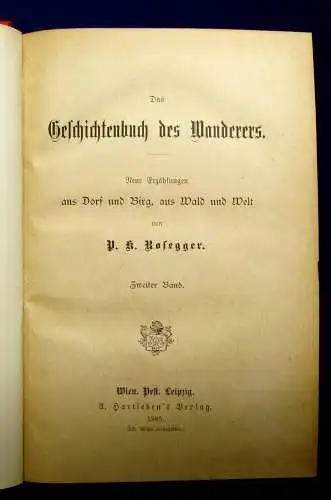 Das
Geschichtenbuch des Wanderers.
Neue Erzählungen
aus Dorf und Birg, aus Wald und Welt
von
P. K. Rosegger.
Zweiter Band.
Wien. Pest. Leipzig.
A. Hartleben's Verlag.